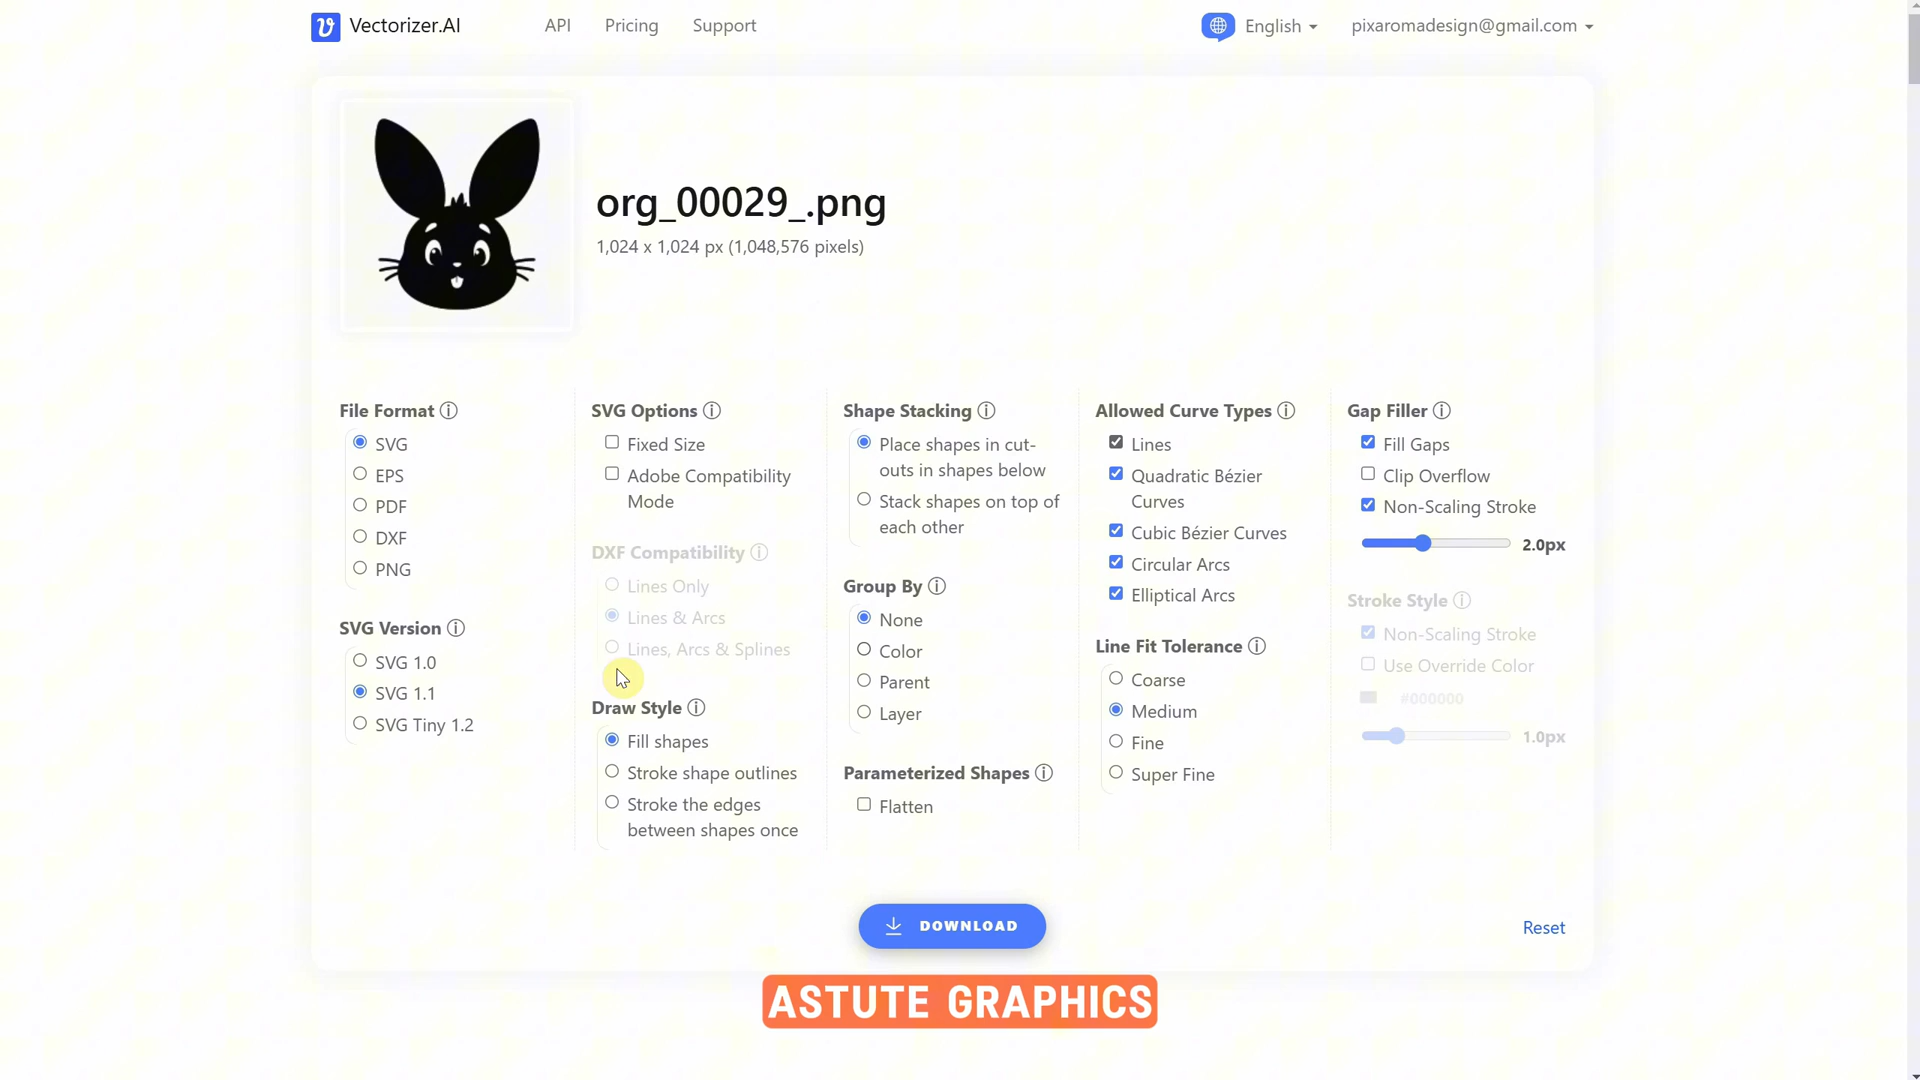 Vectorizer.AI
API
Pricing
Support
English
pixaromadesign@gmail.com
org_00029_.png
1,024 x 1,024 px (1,048,576 pixels)
File Format
SVG
EPS
PDF
DXF
PNG
SVG Version
SVG 1.0
SVG 1.1
SVG Tiny 1.2
SVG Options
Fixed Size
Adobe Compatibility
Mode
DXF Compatibility
Lines Only
Lines & Arcs
Lines, Arcs & Splines
Draw Style
Fill shapes
Stroke shape outlines
Stroke the edges
between shapes once
Shape Stacking
Place shapes in cut-
outs in shapes below
Stack shapes on top of
each other
Group By
None
Color
Parent
Layer
Parameterized Shapes
Flatten
Allowed Curve Types
Lines
Quadratic Bézier
Curves
Cubic Bézier Curves
Circular Arcs
Elliptical Arcs
Line Fit Tolerance
Coarse
Medium
Fine
Super Fine
Gap Filler
Fill Gaps
Clip Overflow
Non-Scaling Stroke
2.0px
Stroke Style
Non-Scaling Stroke
Use Override Color
#000000
1.0px
DOWNLOAD
Reset
ASTUTE GRAPHICS